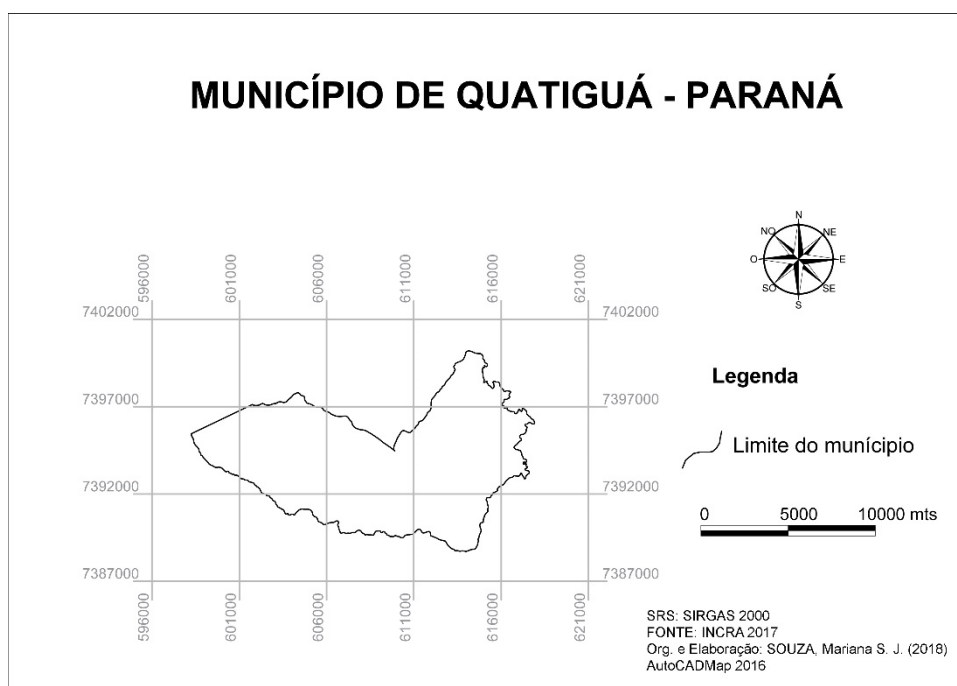 MUNICÍPIO DE QUATIGUÁ - PARANÁ
N
NO NE
O E
SO SE
S
596000 601000 606000 611000 616000 621000
7402000 7402000
7397000 7397000
7392000 7392000
7387000 7387000
596000 601000 606000 611000 616000 621000
Legenda
Limite do munícipio
0 5000 10000 mts
SRS: SIRGAS 2000
FONTE: INCRA 2017
Org. e Elaboração: SOUZA, Mariana S. J. (2018)
AutoCADMap 2016